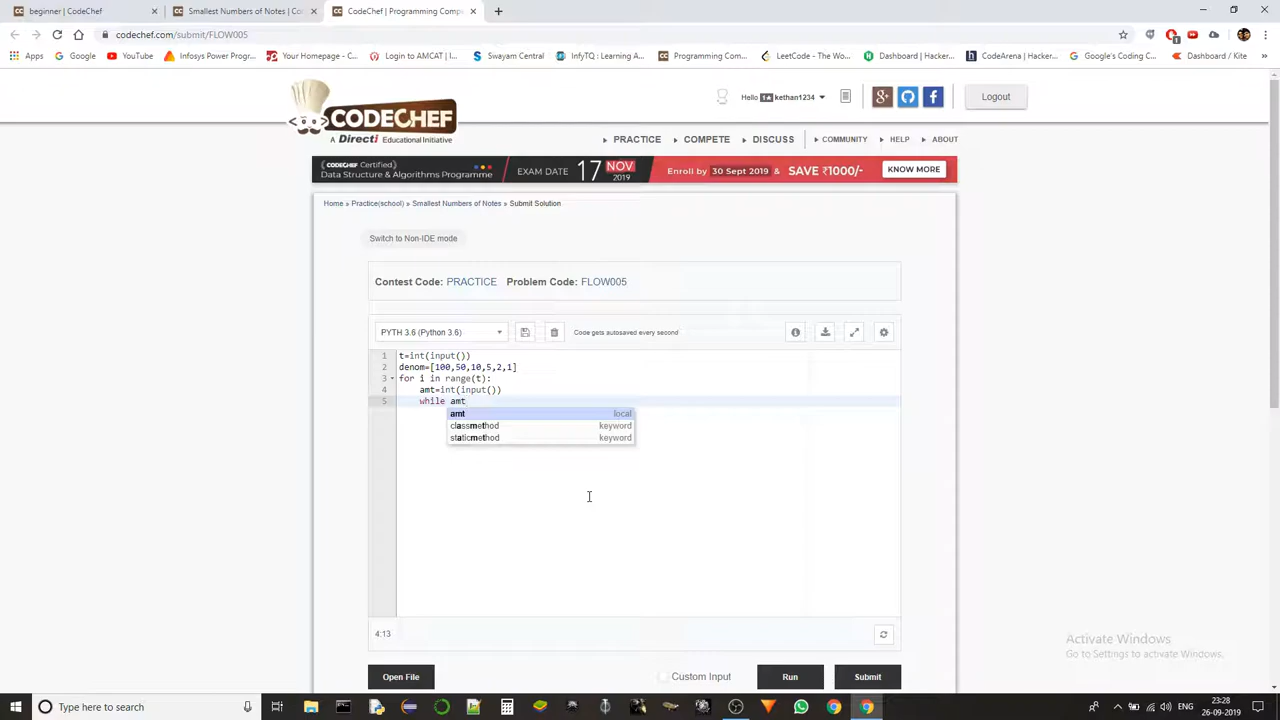 beginner | CodeChef
Smallest Numbers of Notes | Co
CodeChef | Programming Compe
codechef.com/submit/FLOW005
Apps
Google
YouTube
Infosys Power Progr...
Your Homepage - C...
Login to AMCAT | I...
Swayam Central
InfyTQ : Learning A...
Programming Com...
LeetCode - The Wo...
Dashboard | Hacker...
CodeArena | Hacker...
Google's Coding C...
Dashboard / Kite
CODECHEF
A Directi Educational Initiative
Hello 1★ kethan1234
Logout
PRACTICE
COMPETE
DISCUSS
COMMUNITY
HELP
ABOUT
CODECHEF Certified
Data Structure & Algorithms Programme
EXAM DATE 17 NOV 2019
Enroll by 30 Sept 2019 & SAVE ₹1000/-
KNOW MORE
Home » Practice(school) » Smallest Numbers of Notes » Submit Solution
Switch to Non-IDE mode
Contest Code: PRACTICE Problem Code: FLOW005
PYTH 3.6 (Python 3.6)
Code gets autosaved every second
1 t=int(input())
2 denom=[100,50,10,5,2,1]
3 for i in range(t):
4 amt=int(input())
5 while amt
amt local
classmethod keyword
staticmethod keyword
4:13
Activate Windows
Go to Settings to activate Windows.
Open File
Custom Input
Run
Submit
Type here to search
ENG
23:28
26-09-2019